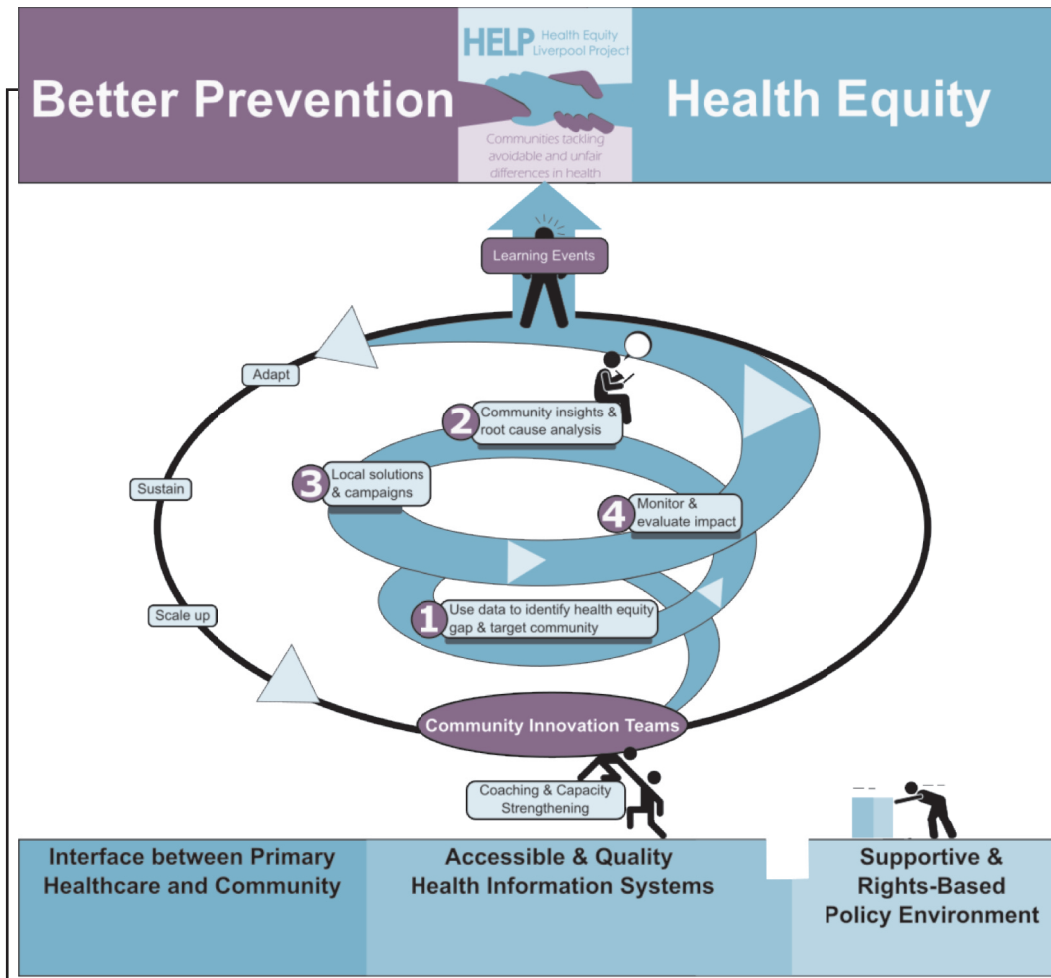 HELP Health Equity
Liverpool Project
Better Prevention
Health Equity
Communities tackling
avoidable and unfair
differences in health
Learning Events
Adapt
2 Community insights &
root cause analysis
3 Local solutions
& campaigns
Sustain
4 Monitor &
evaluate impact
1 Use data to identify health equity
gap & target community
Scale up
Community Innovation Teams
Coaching & Capacity
Strengthening
Interface between Primary
Healthcare and Community
Accessible & Quality
Health Information Systems
Supportive &
Rights-Based
Policy Environment